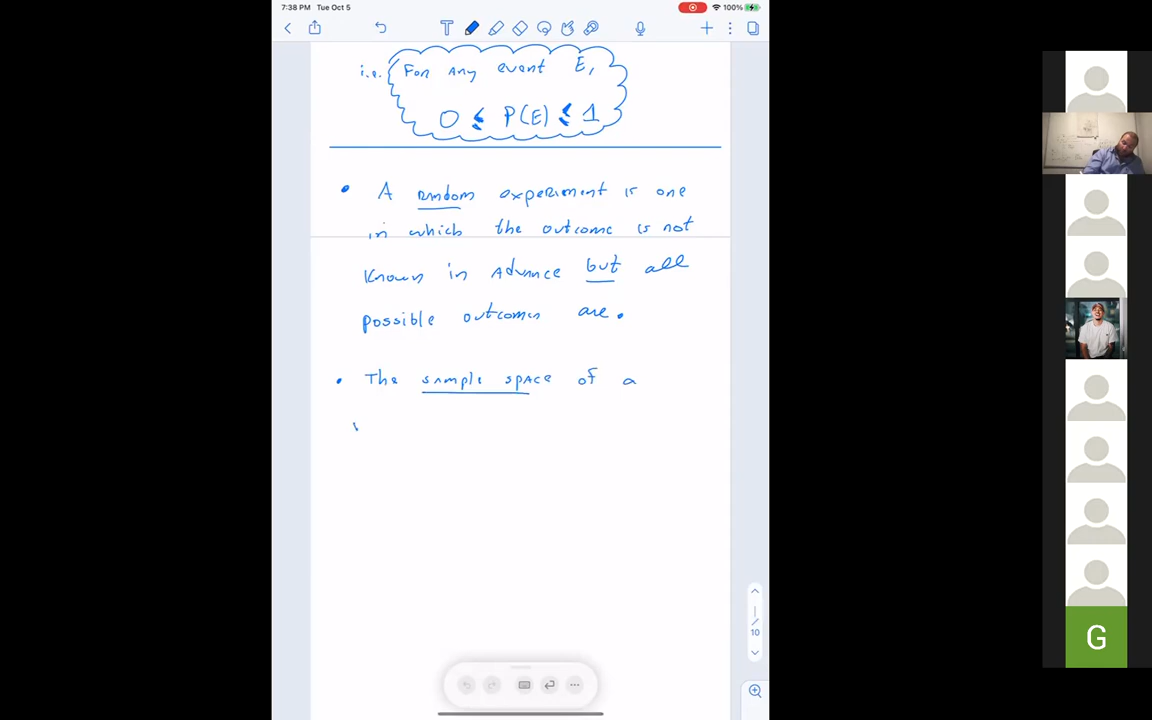 7:38 PM Tue Oct 5
100%
i.e. For any event E,
0 ≤ P(E) ≤ 1
• A random experiment is one
in which the outcome is not
known in advance but all
possible outcomes are.
• The sample space of a
10
G